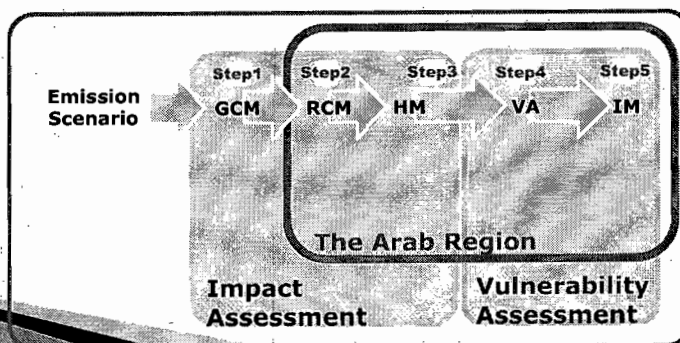 Step1 Step2 Step3 Step4 Step5
Emission
Scenario
GCM RCM HM VA IM
The Arab Region
Impact
Assessment
Vulnerability
Assessment